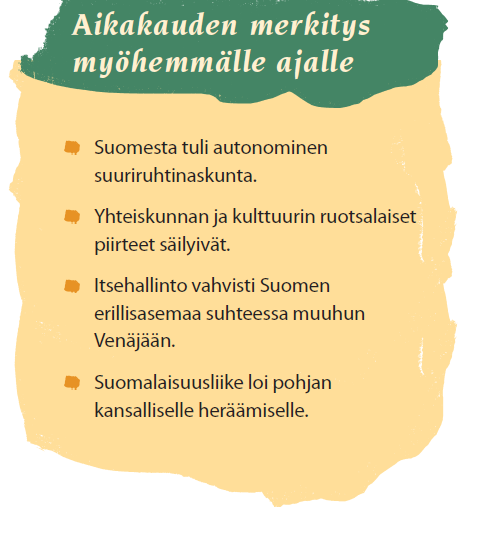 Aikakauden merkitys
myöhemmälle ajalle
Suomesta tuli autonominen
suuriruhtinaskunta.
Yhteiskunnan ja kulttuurin ruotsalaiset
piirteet säilyivät.
Itsehallinto vahvisti Suomen
erillisasemaa suhteessa muuhun
Venäjään.
Suomalaisuusliike loi pohjan
kansalliselle heräämiselle.